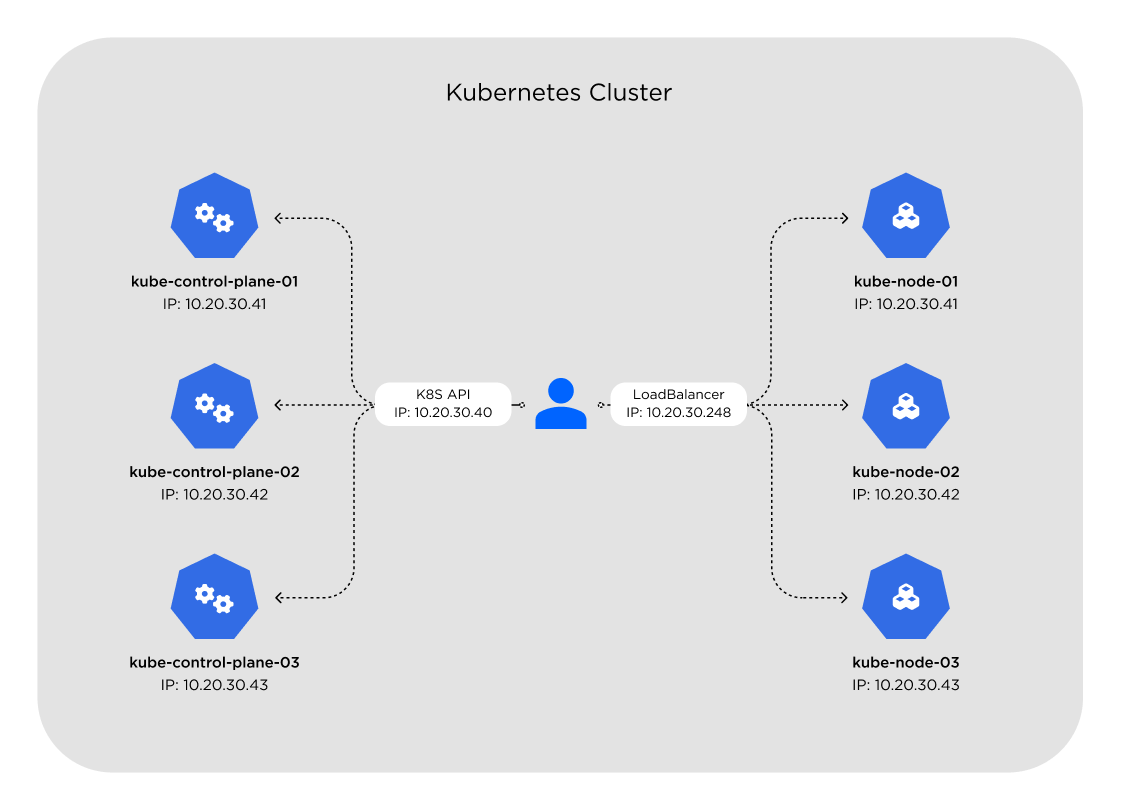 Kubernetes Cluster
kube-control-plane-01
IP: 10.20.30.41
kube-control-plane-02
IP: 10.20.30.42
kube-control-plane-03
IP: 10.20.30.43
K8S API
IP: 10.20.30.40
LoadBalancer
IP: 10.20.30.248
kube-node-01
IP: 10.20.30.41
kube-node-02
IP: 10.20.30.42
kube-node-03
IP: 10.20.30.43